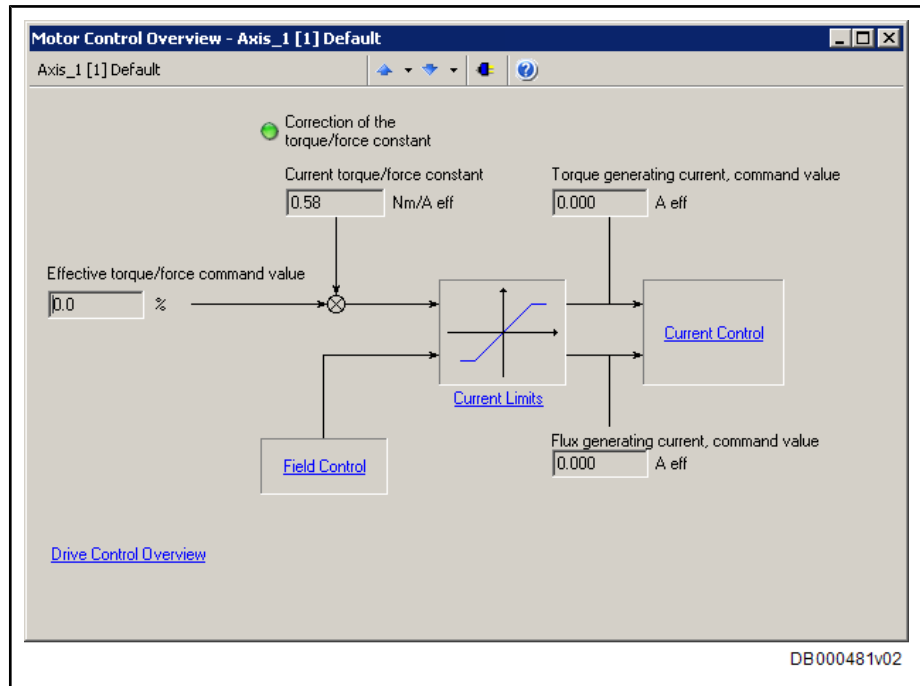 Motor Control Overview - Axis_1 [1] Default
Axis_1 [1] Default
Correction of the
torque/force constant
Current torque/force constant
0.58 Nm/A eff
Torque generating current, command value
0.000 A eff
Effective torque/force command value
0.0 %
Current Limits
Current Control
Field Control
Flux generating current, command value
0.000 A eff
Drive Control Overview
DB000481v02